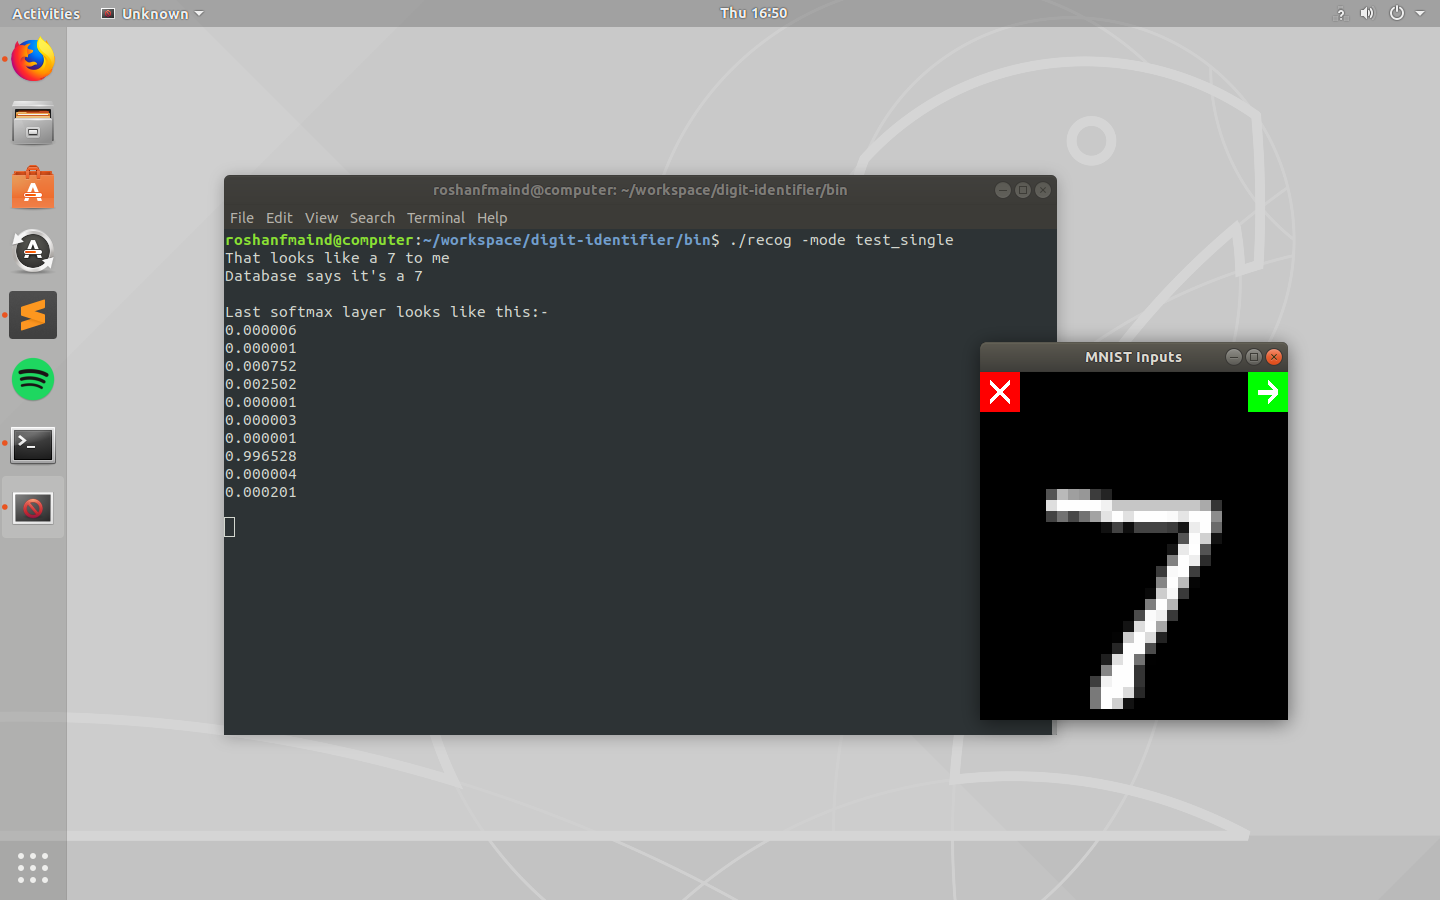 Activities Unknown Thu 16:50
roshanfmaind@computer: ~/workspace/digit-identifier/bin
File Edit View Search Terminal Help
roshanfmaind@computer:~/workspace/digit-identifier/bin$ ./recog -mode test_single
That looks like a 7 to me
Database says it's a 7
Last softmax layer looks like this:-
0.000006
0.000001
0.000752
0.002502
0.000001
0.000003
0.000001
0.996528
0.000004
0.000201
MNIST Inputs
7